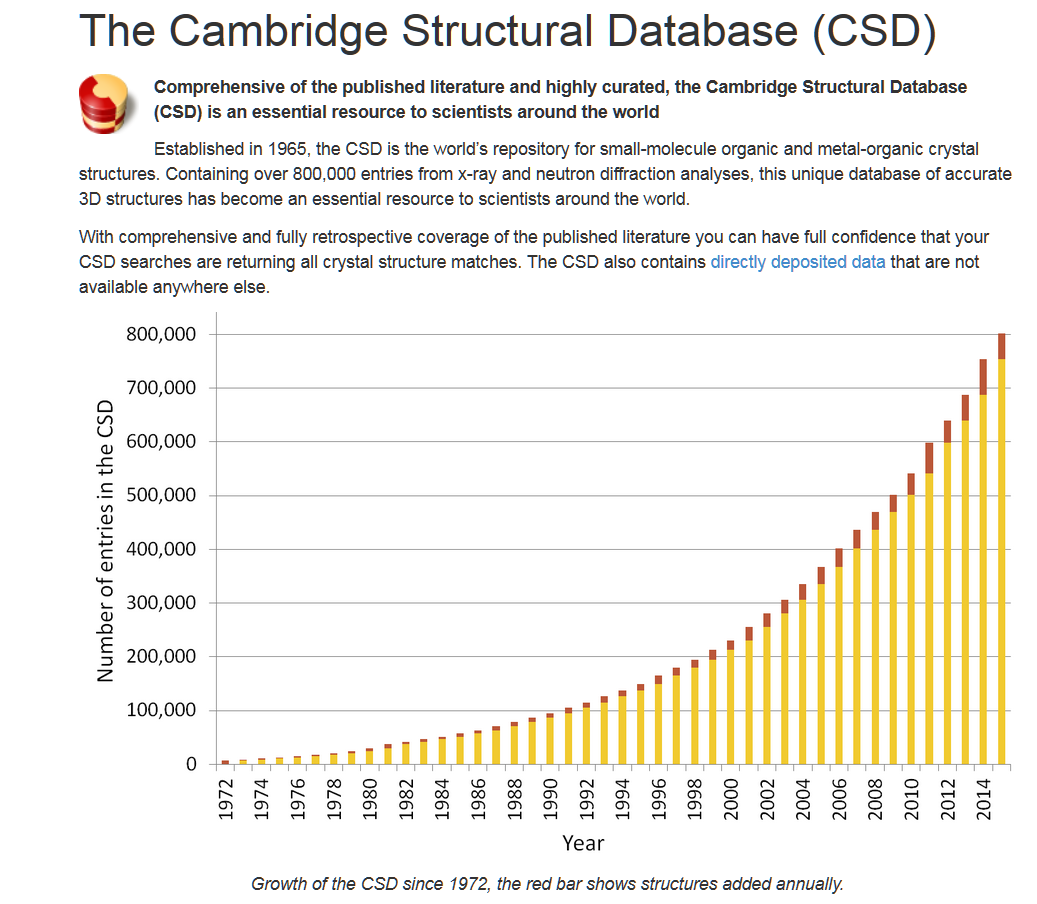 The Cambridge Structural Database (CSD)
Comprehensive of the published literature and highly curated, the Cambridge Structural Database
(CSD) is an essential resource to scientists around the world
Established in 1965, the CSD is the world's repository for small-molecule organic and metal-organic crystal
structures. Containing over 800,000 entries from x-ray and neutron diffraction analyses, this unique database of accurate
3D structures has become an essential resource to scientists around the world.
With comprehensive and fully retrospective coverage of the published literature you can have full confidence that your
CSD searches are returning all crystal structure matches. The CSD also contains directly deposited data that are not
available anywhere else.
Number of entries in the CSD
800,000
700,000
600,000
500,000
400,000
300,000
200,000
100,000
0
1972 1974 1976 1978 1980 1982 1984 1986 1988 1990 1992 1994 1996 1998 2000 2002 2004 2006 2008 2010 2012 2014
Year
Growth of the CSD since 1972, the red bar shows structures added annually.